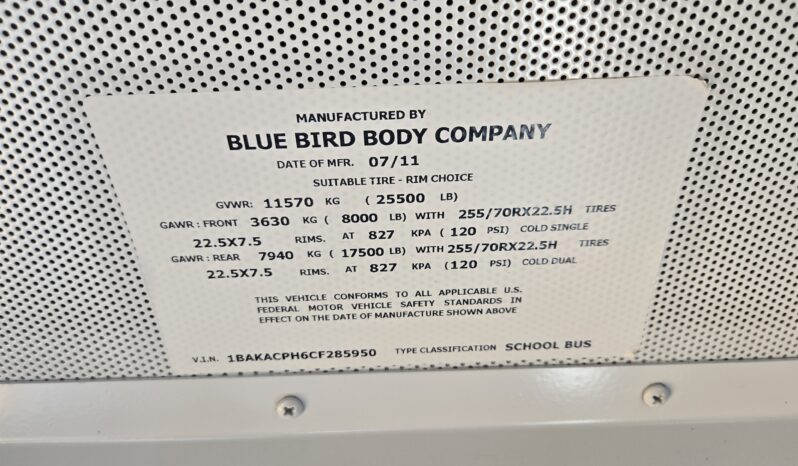 MANUFACTURED BY
BLUE BIRD BODY COMPANY
DATE OF MFR. 07/11
SUITABLE TIRE - RIM CHOICE
GVWR: 11570 KG ( 25500 LB)
GAWR : FRONT 3630 KG ( 8000 LB) WITH 255/70RX22.5H TIRES
22.5X7.5 RIMS. AT 827 KPA ( 120 PSI) COLD SINGLE
GAWR : REAR 7940 KG ( 17500 LB) WITH 255/70RX22.5H TIRES
22.5X7.5 RIMS. AT 827 KPA (120 PSI) COLD DUAL
THIS VEHICLE CONFORMS TO ALL APPLICABLE U.S.
FEDERAL MOTOR VEHICLE SAFETY STANDARDS IN
EFFECT ON THE DATE OF MANUFACTURE SHOWN ABOVE
V.I.N. 1BAKACPH6CF285950 TYPE CLASSIFICATION SCHOOL BUS